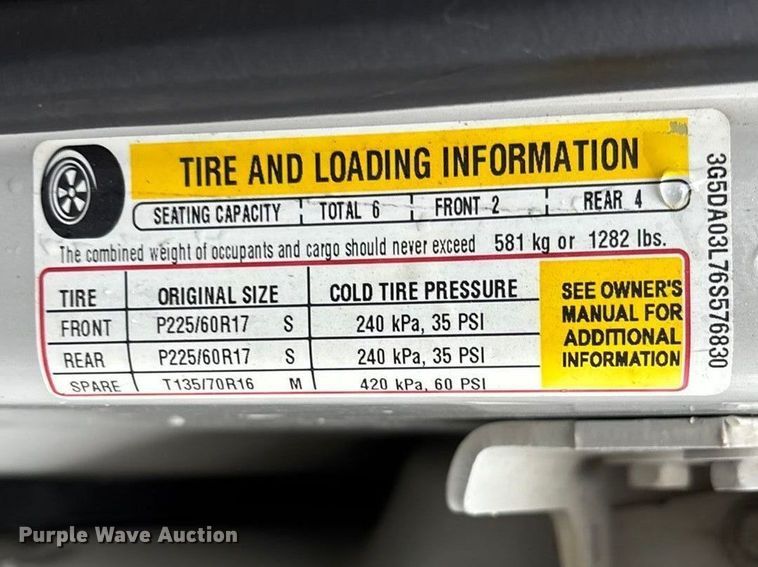 TIRE AND LOADING INFORMATION
SEATING CAPACITY TOTAL 6 FRONT 2 REAR 4
The combined weight of occupants and cargo should never exceed 581 kg or 1282 lbs.
TIRE ORIGINAL SIZE COLD TIRE PRESSURE
FRONT P225/60R17 S 240 kPa, 35 PSI
REAR P225/60R17 S 240 kPa, 35 PSI
SPARE T135/70R16 M 420 kPa, 60 PSI
SEE OWNER'S
MANUAL FOR
ADDITIONAL
INFORMATION
3G5DA03L76S576830
Purple Wave Auction